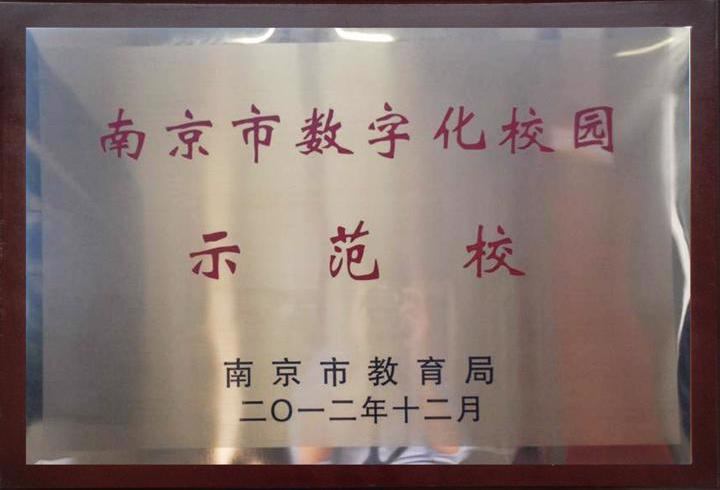 南京市数字化校园
示范校
南京市教育局
二〇一二年十二月